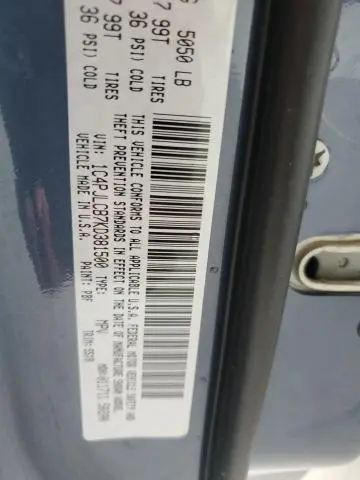 5050 LB
99T TIRES 36 PSI) COLD
99T TIRES 36 PSI) COLD
THIS VEHICLE CONFORMS TO ALL APPLICABLE U.S.A. FEDERAL MOTOR VEHICLE SAFETY AND
THEFT PREVENTION STANDARDS IN EFFECT ON THE DATE OF MANUFACTURE SHOWN ABOVE.
VIN: 1C4PJLCB7KD381500 TYPE: MPV
VEHICLE MADE IN U.S.A. PAINT: PBF TRIM: